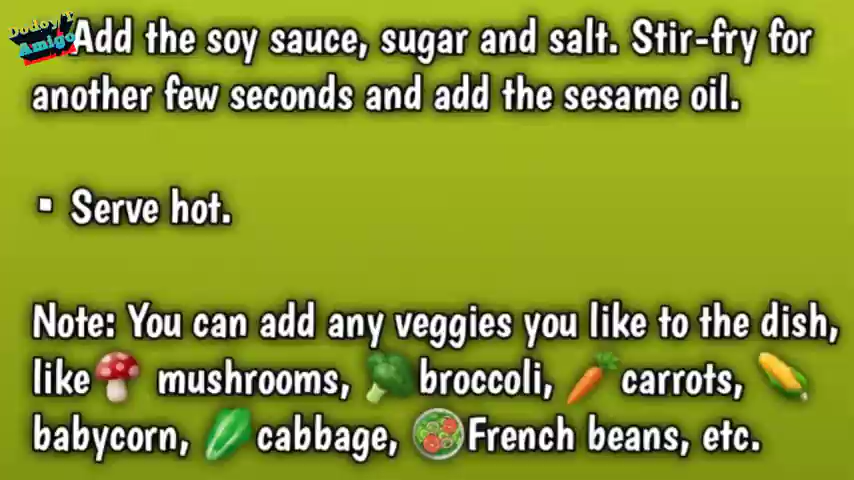 Dodoy'T
Amigo
Add the soy sauce, sugar and salt. Stir-fry for
another few seconds and add the sesame oil.
▪ Serve hot.
Note: You can add any veggies you like to the dish,
like🍄 mushrooms, 🥦broccoli, 🥕carrots, 🌽
babycorn, 🥬cabbage, 🥗French beans, etc.